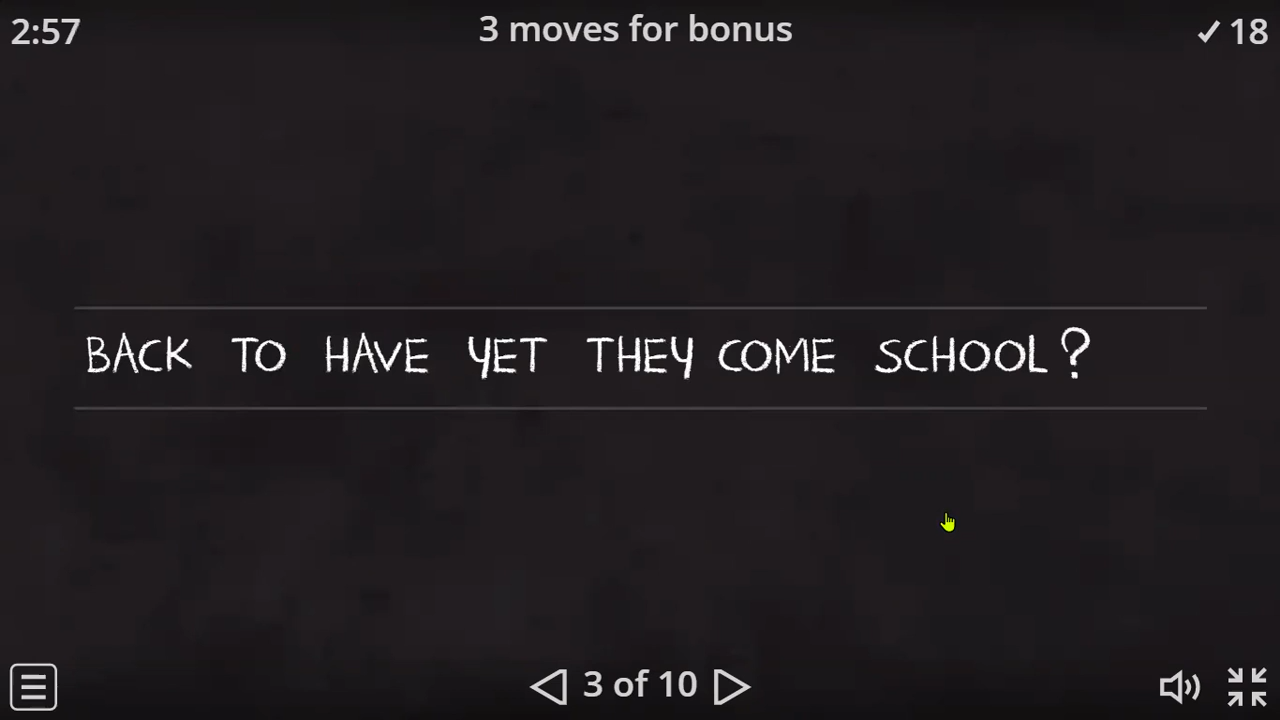 2:57 3 moves for bonus ✓ 18
BACK TO HAVE YET THEY COME SCHOOL?
3 of 10